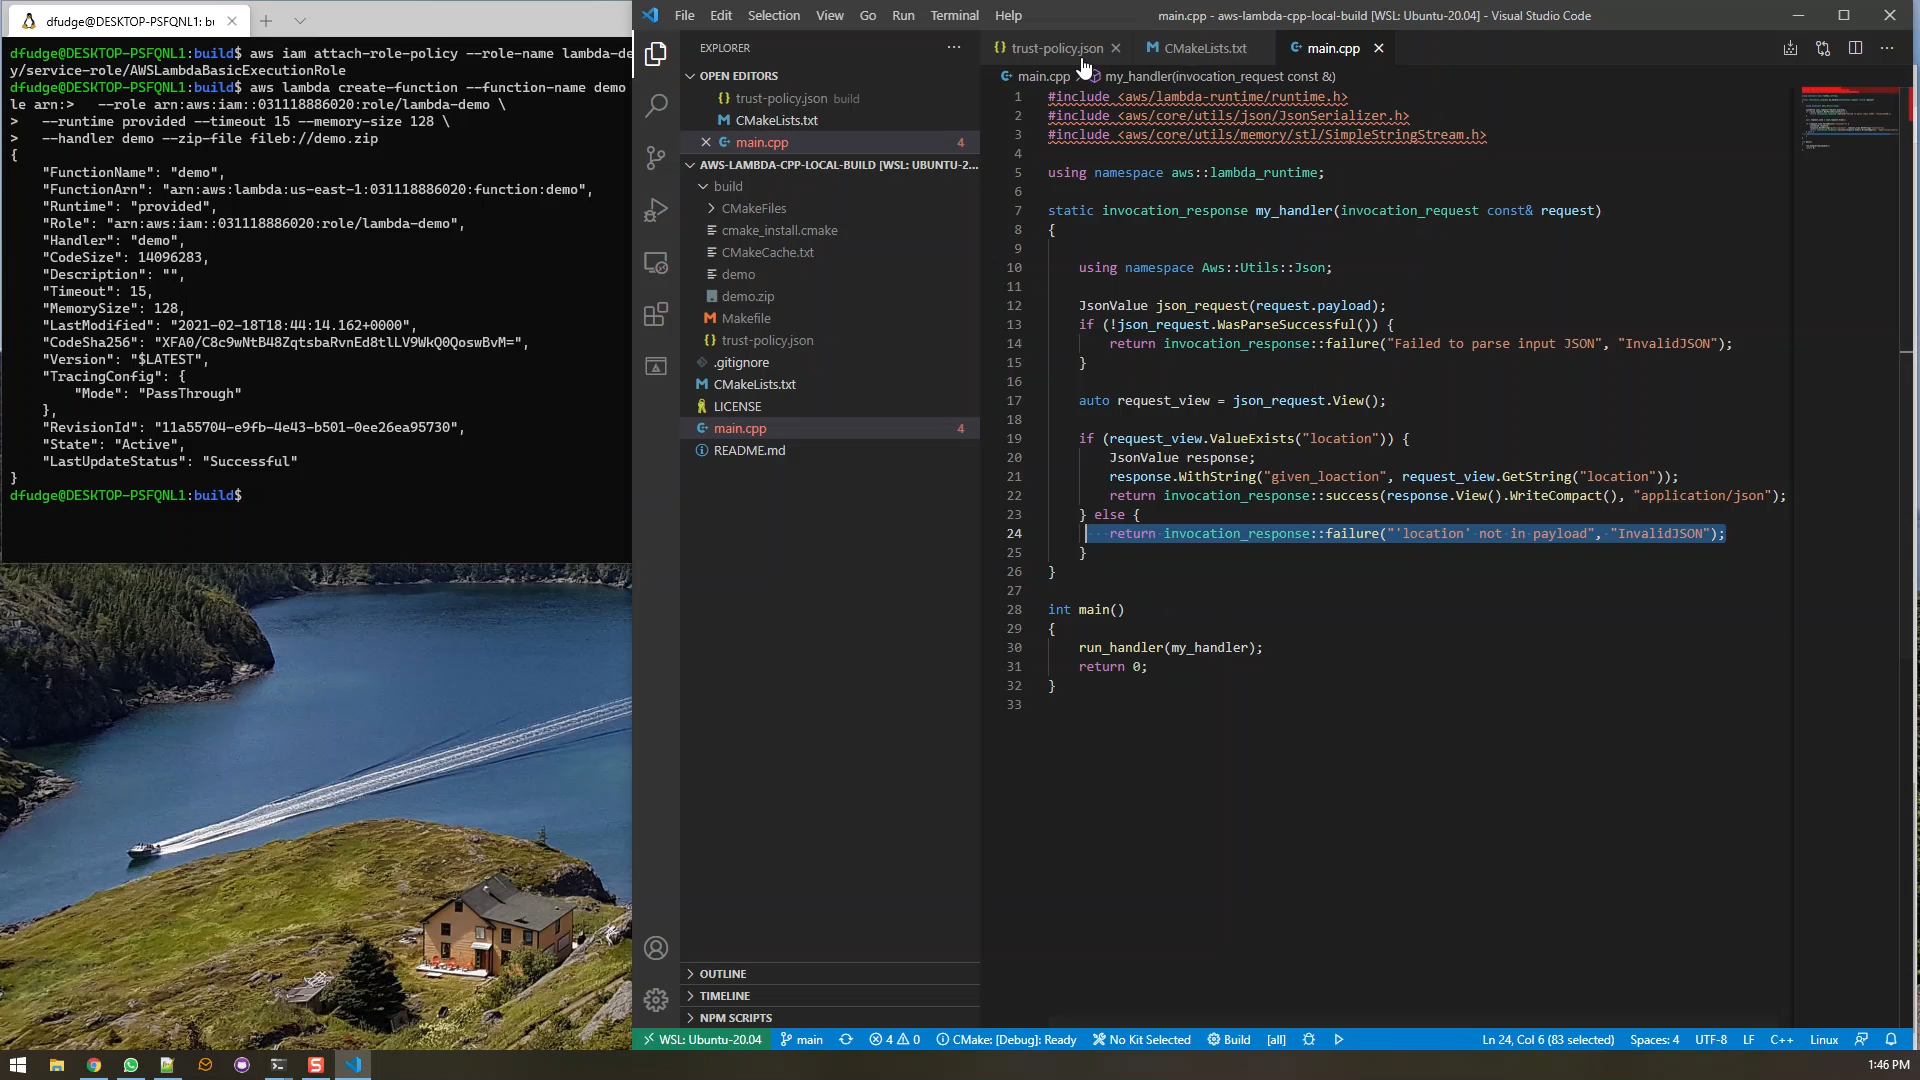 dfudge@DESKTOP-PSFQNL1: bu
dfudge@DESKTOP-PSFQNL1:build$ aws iam attach-role-policy --role-name lambda-de
y/service-role/AWSLambdaBasicExecutionRole
dfudge@DESKTOP-PSFQNL1:build$ aws lambda create-function --function-name demo
le arn:>   --role arn:aws:iam::031118886020:role/lambda-demo \
>   --runtime provided --timeout 15 --memory-size 128 \
>   --handler demo --zip-file fileb://demo.zip
{
"FunctionName": "demo",
"FunctionArn": "arn:aws:lambda:us-east-1:031118886020:function:demo",
"Runtime": "provided",
"Role": "arn:aws:iam::031118886020:role/lambda-demo",
"Handler": "demo",
"CodeSize": 14096283,
"Description": "",
"Timeout": 15,
"MemorySize": 128,
"LastModified": "2021-02-18T18:44:14.162+0000",
"CodeSha256": "XFA0/C8c9wNtB48ZqtsbaRvnEd8tlLV9WkQ0QoswBvM=",
"Version": "$LATEST",
"TracingConfig": {
"Mode": "PassThrough"
},
"RevisionId": "11a55704-e9fb-4e43-b501-0ee26ea95730",
"State": "Active",
"LastUpdateStatus": "Successful"
}
dfudge@DESKTOP-PSFQNL1:build$
File Edit Selection View Go Run Terminal Help
main.cpp - aws-lambda-cpp-local-build [WSL: Ubuntu-20.04] - Visual Studio Code
EXPLORER
OPEN EDITORS
trust-policy.json build
CMakeLists.txt
main.cpp 4
AWS-LAMBDA-CPP-LOCAL-BUILD [WSL: UBUNTU-2...
build
CMakeFiles
cmake_install.cmake
CMakeCache.txt
demo
demo.zip
Makefile
trust-policy.json
.gitignore
CMakeLists.txt
LICENSE
main.cpp 4
README.md
OUTLINE
TIMELINE
NPM SCRIPTS
trust-policy.json
CMakeLists.txt
main.cpp
main.cpp > my_handler(invocation_request const &)
1 #include <aws/lambda-runtime/runtime.h>
2 #include <aws/core/utils/json/JsonSerializer.h>
3 #include <aws/core/utils/memory/stl/SimpleStringStream.h>
4
5 using namespace aws::lambda_runtime;
6
7 static invocation_response my_handler(invocation_request const& request)
8 {
9
10 using namespace Aws::Utils::Json;
11
12 JsonValue json_request(request.payload);
13 if (!json_request.WasParseSuccessful()) {
14 return invocation_response::failure("Failed to parse input JSON", "InvalidJSON");
15 }
16
17 auto request_view = json_request.View();
18
19 if (request_view.ValueExists("location")) {
20 JsonValue response;
21 response.WithString("given_loaction", request_view.GetString("location"));
22 return invocation_response::success(response.View().WriteCompact(), "application/json");
23 } else {
24 return invocation_response::failure("'location' not in payload", "InvalidJSON");
25 }
26 }
27
28 int main()
29 {
30 run_handler(my_handler);
31 return 0;
32 }
33
WSL: Ubuntu-20.04 main 4 0 CMake: [Debug]: Ready No Kit Selected Build [all] Ln 24, Col 6 (83 selected) Spaces: 4 UTF-8 LF C++ Linux
1:46 PM